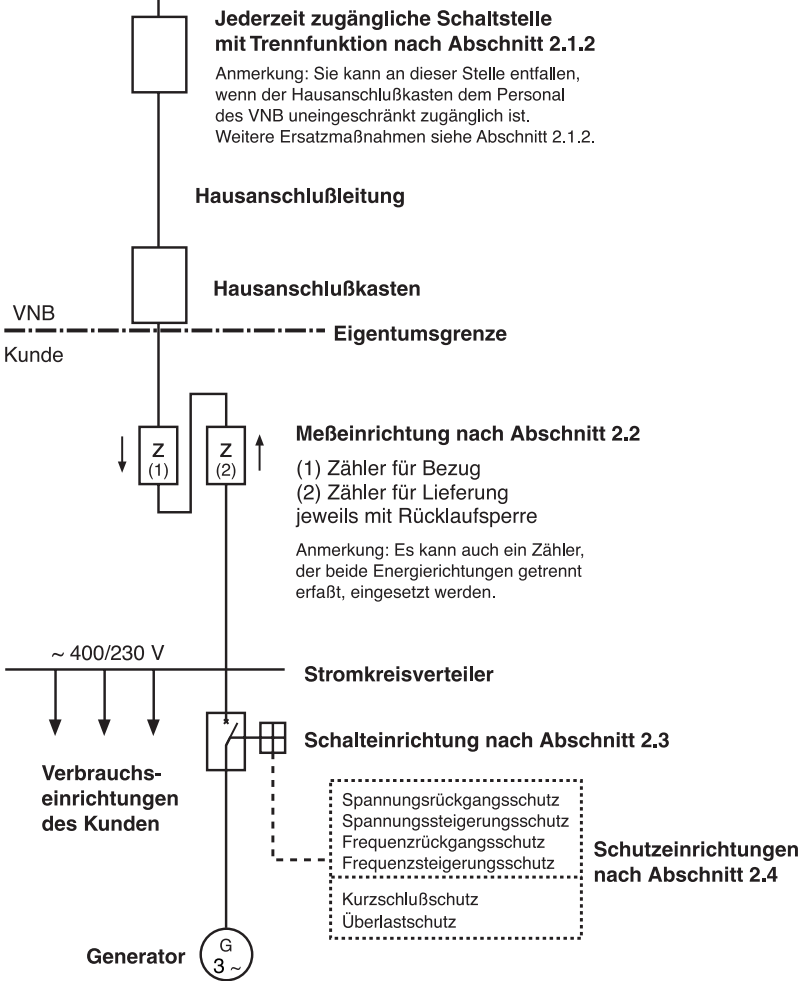 Jederzeit zugängliche Schaltstelle
mit Trennfunktion nach Abschnitt 2.1.2
Anmerkung: Sie kann an dieser Stelle entfallen,
wenn der Hausanschlußkasten dem Personal
des VNB uneingeschränkt zugänglich ist.
Weitere Ersatzmaßnahmen siehe Abschnitt 2.1.2.
Hausanschlußleitung
Hausanschlußkasten
VNB
Eigentumsgrenze
Kunde
Z
(1)
Z
(2)
Meßeinrichtung nach Abschnitt 2.2
(1) Zähler für Bezug
(2) Zähler für Lieferung
jeweils mit Rücklaufsperre
Anmerkung: Es kann auch ein Zähler,
der beide Energierichtungen getrennt
erfaßt, eingesetzt werden.
~ 400/230 V
Stromkreisverteiler
Schalteinrichtung nach Abschnitt 2.3
Verbrauchs-
einrichtungen
des Kunden
Spannungsrückgangsschutz
Spannungssteigerungsschutz
Frequenzrückgangsschutz
Frequenzsteigerungsschutz
Kurzschlußschutz
Überlastschutz
Schutzeinrichtungen
nach Abschnitt 2.4
Generator
G
3 ~